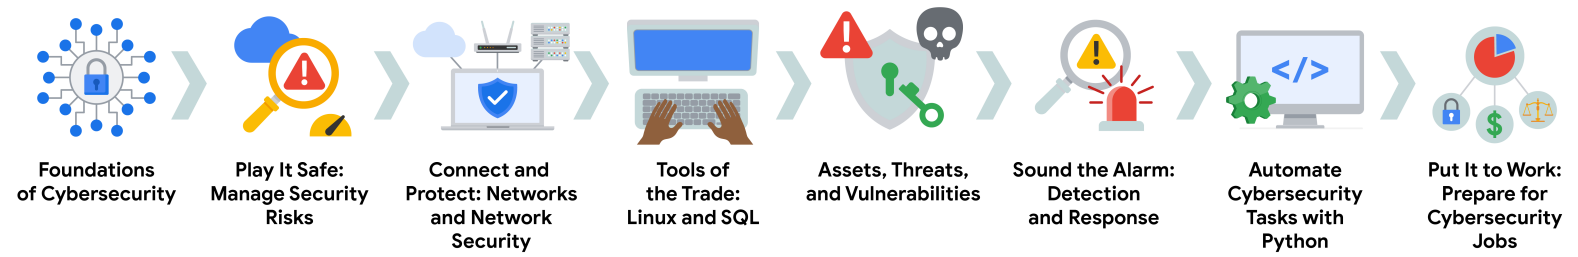 Foundations
of Cybersecurity
Play It Safe:
Manage Security
Risks
Connect and
Protect: Networks
and Network
Security
Tools of
the Trade:
Linux and SQL
Assets, Threats,
and Vulnerabilities
Sound the Alarm:
Detection
and Response
</>
Automate
Cybersecurity
Tasks with
Python
$
Put It to Work:
Prepare for
Cybersecurity
Jobs